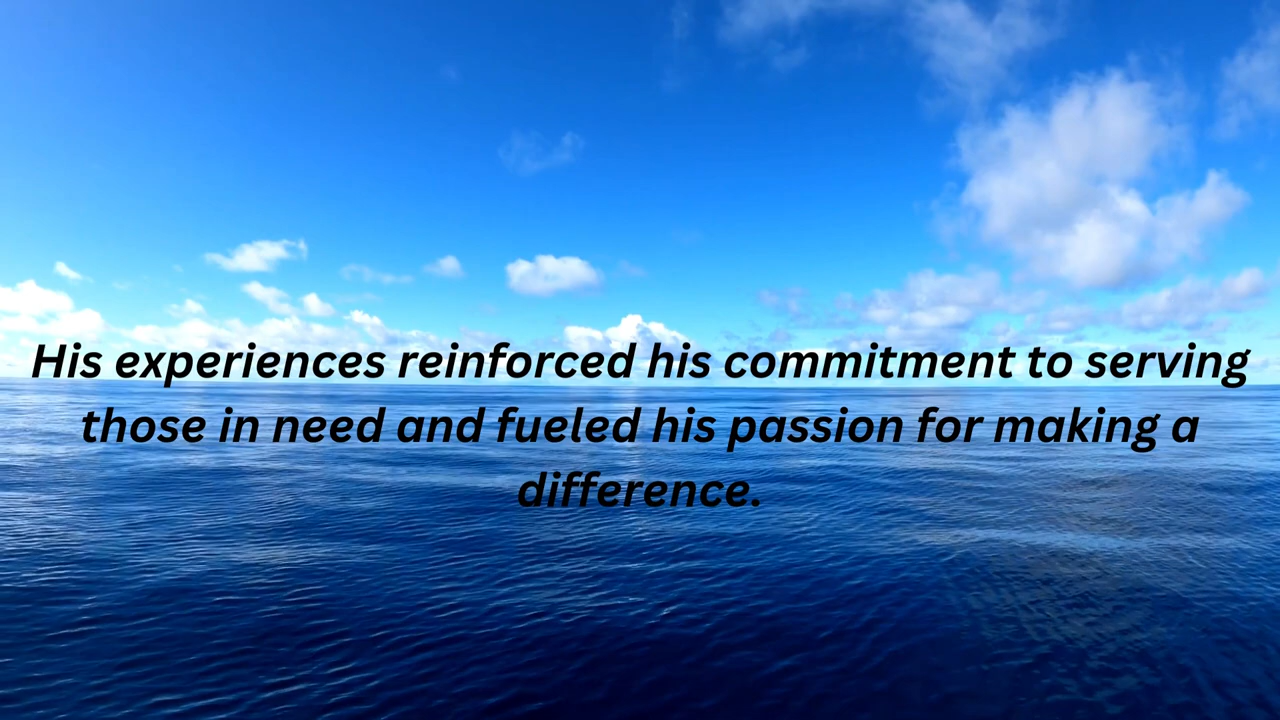 His experiences reinforced his commitment to serving
those in need and fueled his passion for making a
difference.